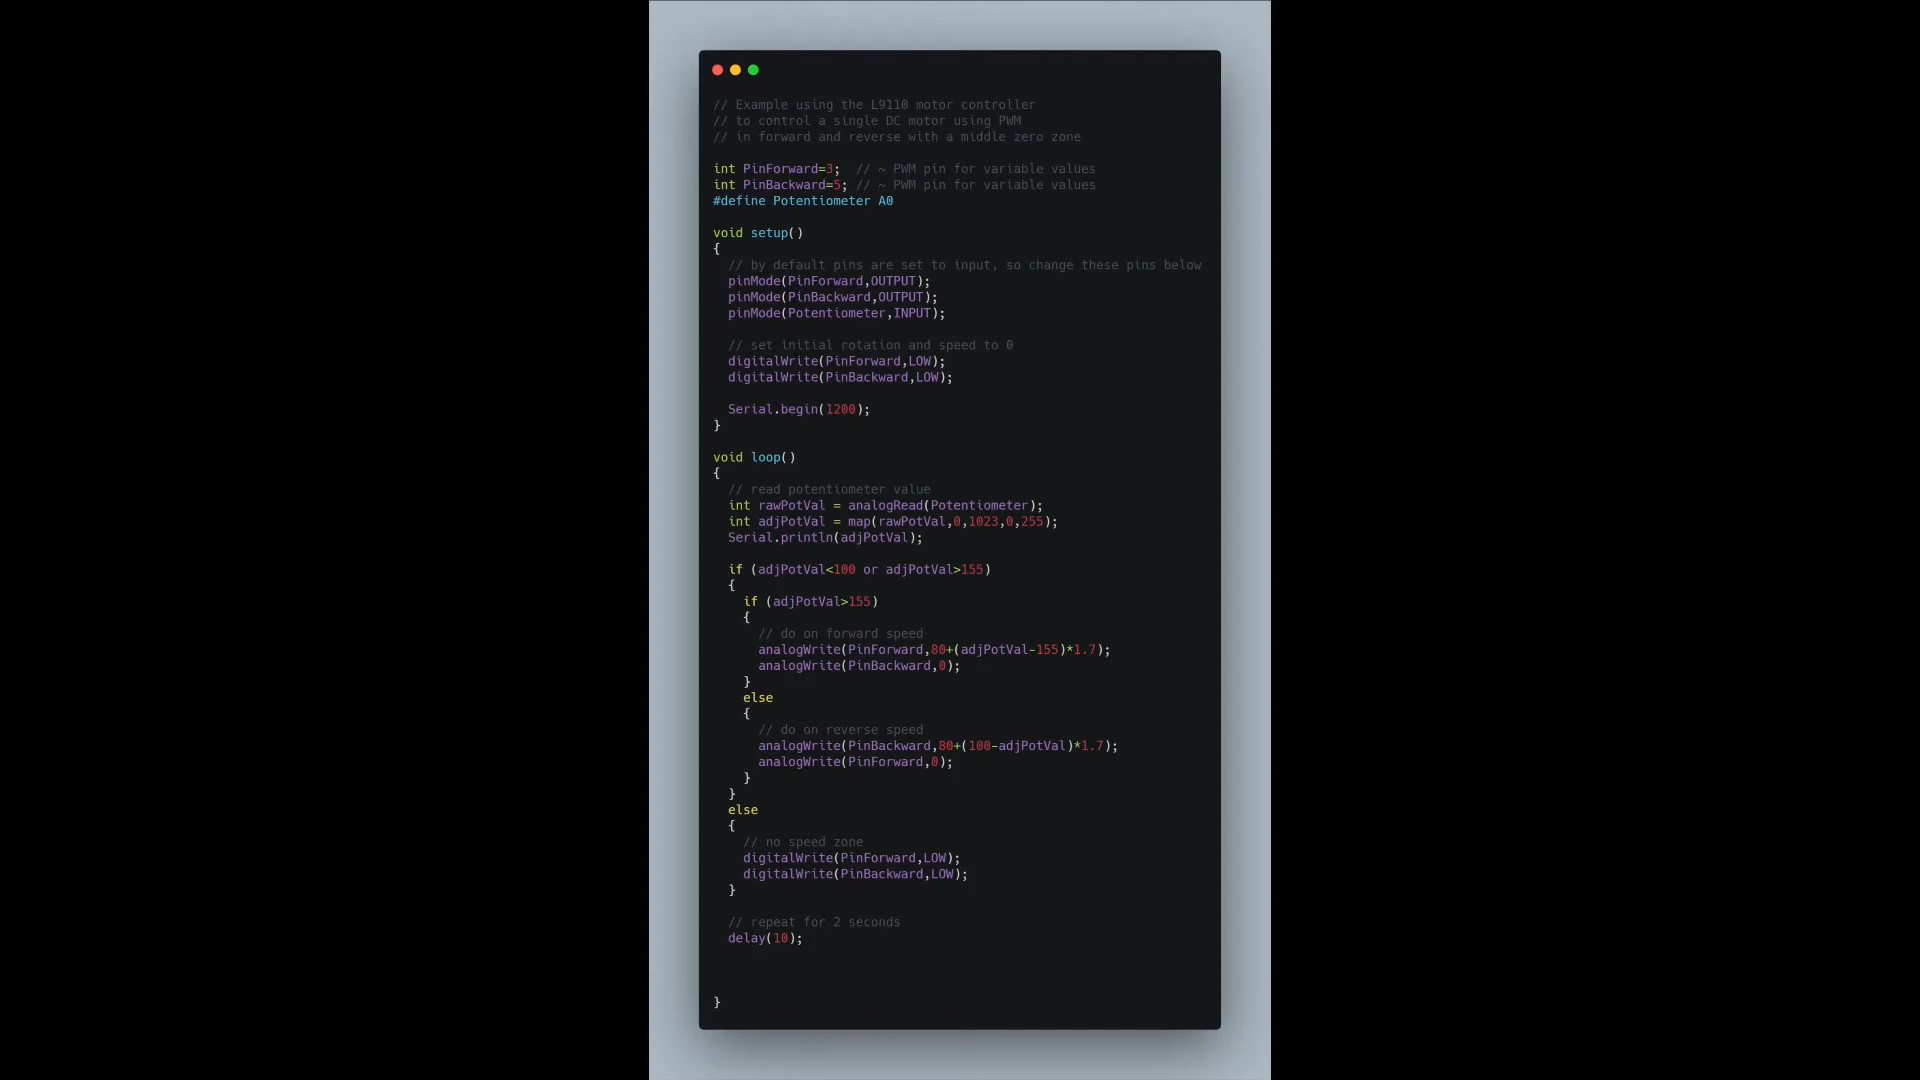 // Example using the L9110 motor controller
// to control a single DC motor using PWM
// in forward and reverse with a middle zero zone
int PinForward=3;  // ~ PWM pin for variable values
int PinBackward=5; // ~ PWM pin for variable values
#define Potentiometer A0
void setup()
{
  // by default pins are set to input, so change these pins below
  pinMode(PinForward,OUTPUT);
  pinMode(PinBackward,OUTPUT);
  pinMode(Potentiometer,INPUT);
  // set initial rotation and speed to 0
  digitalWrite(PinForward,LOW);
  digitalWrite(PinBackward,LOW);
  Serial.begin(1200);
}
void loop()
{
  // read potentiometer value
  int rawPotVal = analogRead(Potentiometer);
  int adjPotVal = map(rawPotVal,0,1023,0,255);
  Serial.println(adjPotVal);
  if (adjPotVal<100 or adjPotVal>155)
  {
    if (adjPotVal>155)
    {
      // do on forward speed
      analogWrite(PinForward,80+(adjPotVal-155)*1.7);
      analogWrite(PinBackward,0);
    }
    else
    {
      // do on reverse speed
      analogWrite(PinBackward,80+(100-adjPotVal)*1.7);
      analogWrite(PinForward,0);
    }
  }
  else
  {
    // no speed zone
    digitalWrite(PinForward,LOW);
    digitalWrite(PinBackward,LOW);
  }
  // repeat for 2 seconds
  delay(10);
}